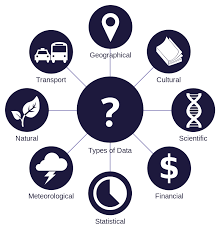 Geographical
Transport
Cultural
?
Natural
Scientific
Types of Data
Meteorological
$
Financial
Statistical